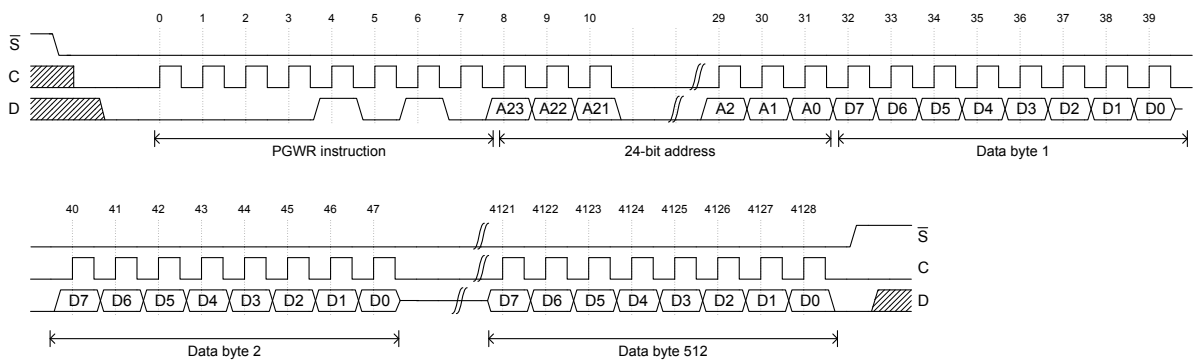 0 1 2 3 4 5 6 7 8 9 10 29 30 31 32 33 34 35 36 37 38 39
S
C
D A23 A22 A21 A2 A1 A0 D7 D6 D5 D4 D3 D2 D1 D0
PGWR instruction 24-bit address Data byte 1
40 41 42 43 44 45 46 47 4121 4122 4123 4124 4125 4126 4127 4128
S
C
D7 D6 D5 D4 D3 D2 D1 D0 D7 D6 D5 D4 D3 D2 D1 D0 D
Data byte 2 Data byte 512